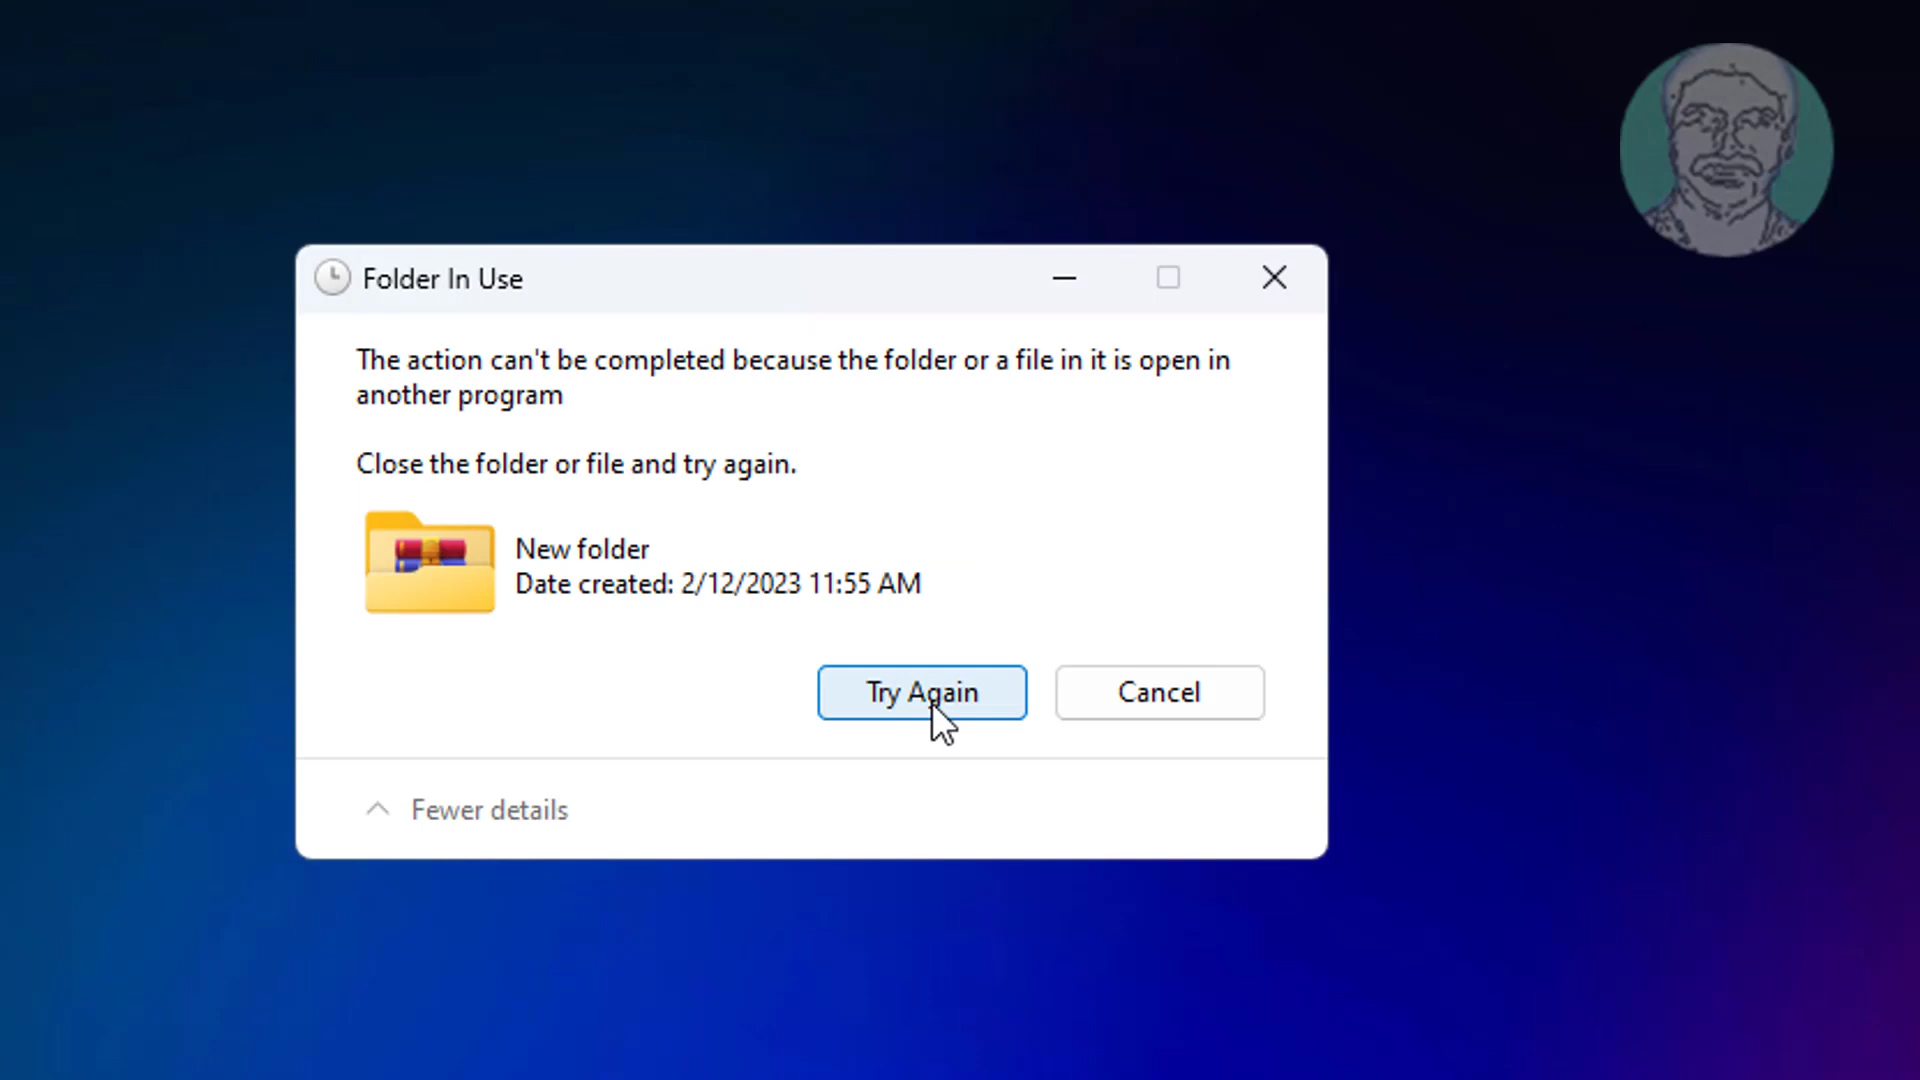 Folder In Use
The action can't be completed because the folder or a file in it is open in
another program
Close the folder or file and try again.
New folder
Date created: 2/12/2023 11:55 AM
Try Again
Cancel
Fewer details